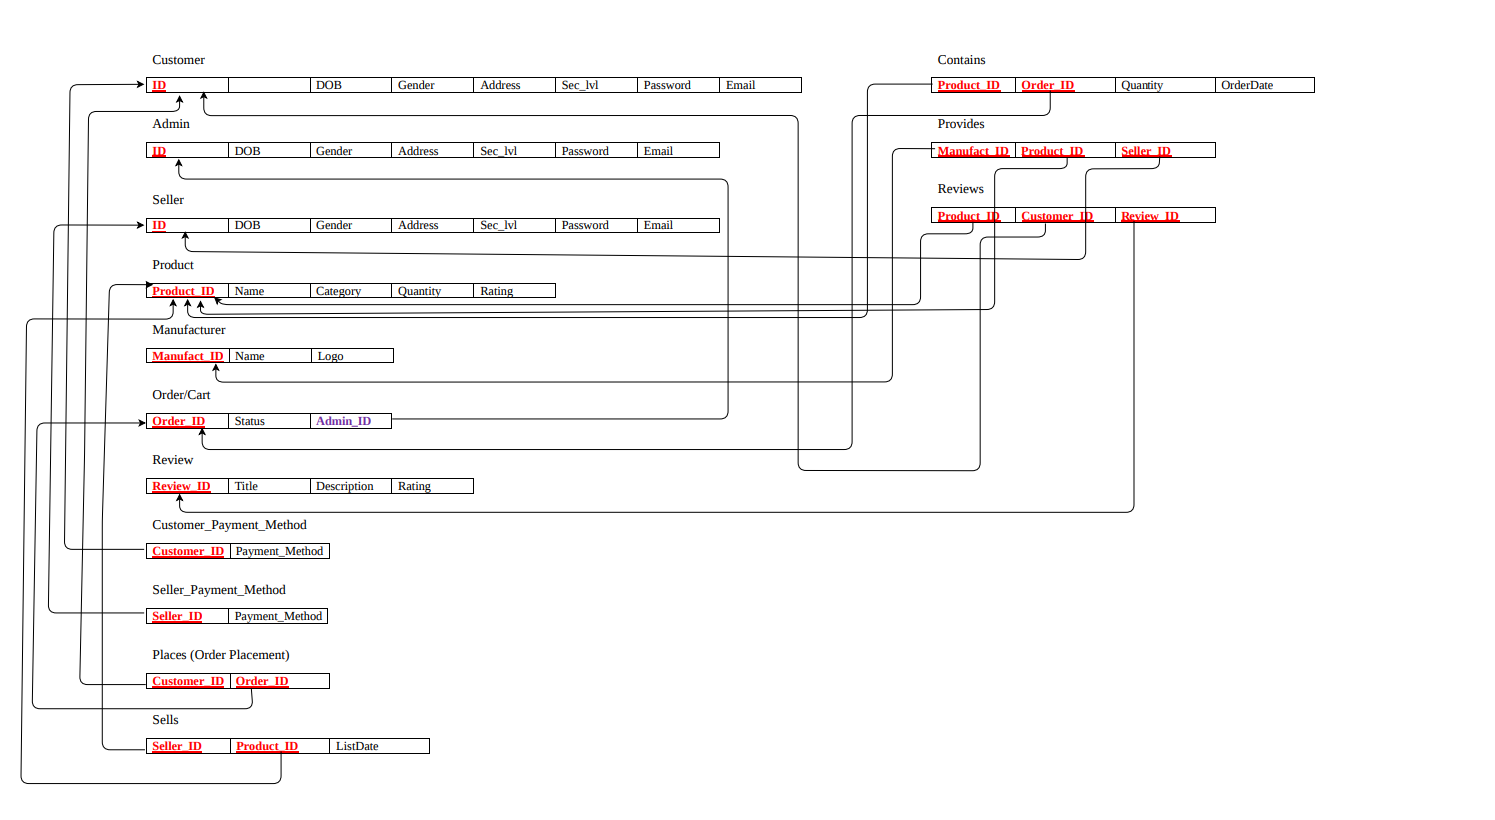 Customer
ID DOB Gender Address Sec_lvl Password Email
Admin
ID DOB Gender Address Sec_lvl Password Email
Seller
ID DOB Gender Address Sec_lvl Password Email
Product
Product_ID Name Category Quantity Rating
Manufacturer
Manufact_ID Name Logo
Order/Cart
Order_ID Status Admin_ID
Review
Review_ID Title Description Rating
Customer_Payment_Method
Customer_ID Payment_Method
Seller_Payment_Method
Seller_ID Payment_Method
Places (Order Placement)
Customer_ID Order_ID
Sells
Seller_ID Product_ID ListDate
Contains
Product_ID Order_ID Quantity OrderDate
Provides
Manufact_ID Product_ID Seller_ID
Reviews
Product_ID Customer_ID Review_ID